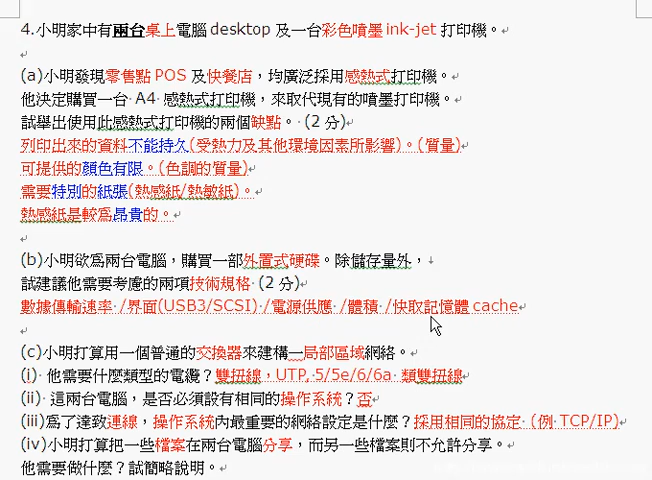 4.小明家中有兩台桌上電腦 desktop 及一台彩色噴墨 ink-jet 打印機。
(a)小明發現零售點 POS 及快餐店，均廣泛採用感熱式打印機。
他決定購買一台 A4 感熱式打印機，來取代現有的噴墨打印機。
試舉出使用此感熱式打印機的兩個缺點。(2 分)
列印出來的資料不能持久(受熱力及其他環境因素所影響)。(質量)
可提供的顏色有限。(色調的質量)
需要特別的紙張(熱感紙/熱敏紙)。
熱感紙是較為昂貴的。
(b)小明欲為兩台電腦，購買一部外置式硬碟。除儲存量外，
試建議他需要考慮的兩項技術規格 (2 分)
數據傳輸速率 /界面(USB3/SCSI) /電源供應 /體積 /快取記憶體 cache
(c)小明打算用一個普通的交換器來建構一局部區域網絡。
(i) 他需要什麼類型的電纜？雙扭線，UTP, 5/5e/6/6a 類雙扭線
(ii) 這兩台電腦，是否必須設有相同的操作系統？否
(iii)為了達致連線，操作系統內最重要的網絡設定是什麼？採用相同的協定 (例 TCP/IP)
(iv)小明打算把一些檔案在兩台電腦分享，而另一些檔案則不允許分享。
他需要做什麼？試簡略說明。